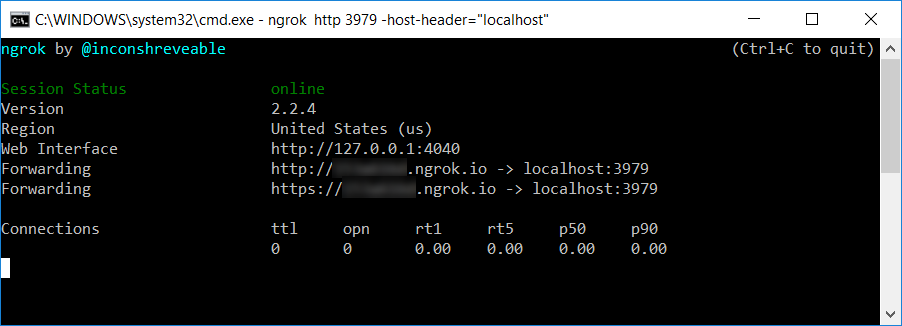 C:\WINDOWS\system32\cmd.exe - ngrok  http 3979 -host-header="localhost"
ngrok by @inconshreveable (Ctrl+C to quit)
Session Status online
Version 2.2.4
Region United States (us)
Web Interface http://127.0.0.1:4040
Forwarding http:// .ngrok.io -> localhost:3979
Forwarding https:// .ngrok.io -> localhost:3979
Connections ttl opn rt1 rt5 p50 p90
0 0 0.00 0.00 0.00 0.00